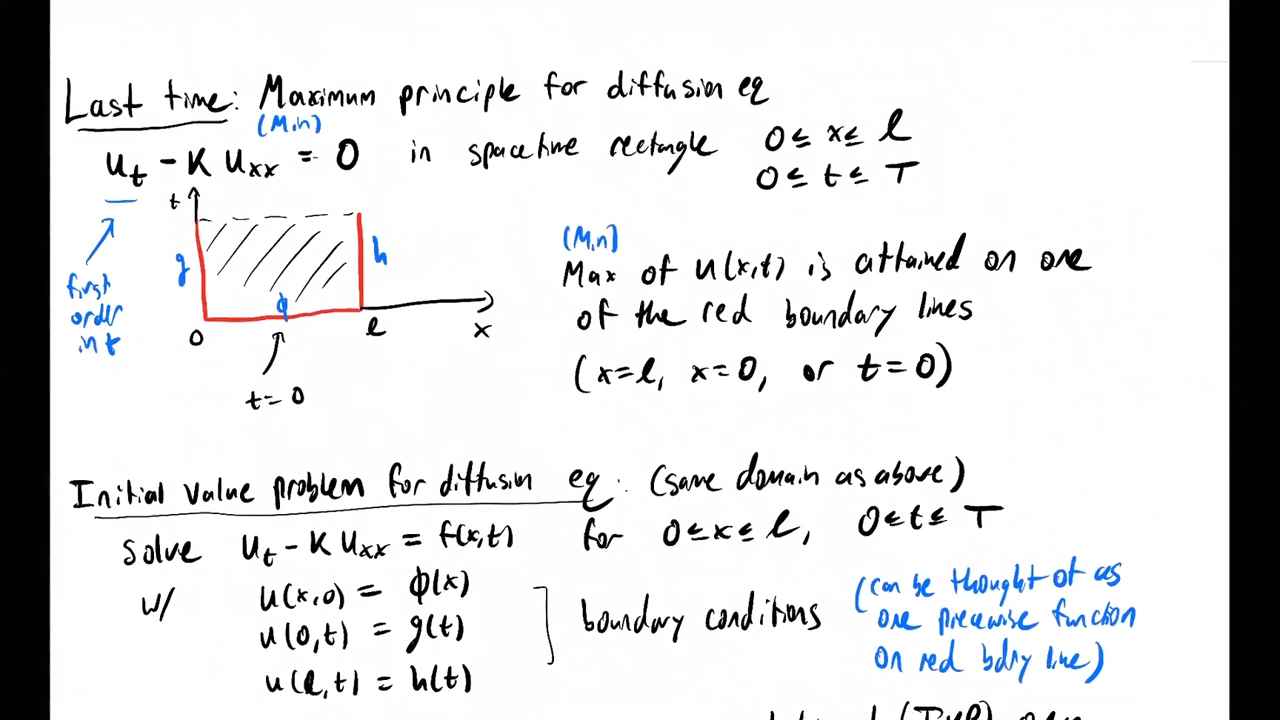 Last time: Maximum principle for diffusion eq
(Min)
u_t - K u_xx = 0 in spacetime rectangle 0 ≤ x ≤ l
0 ≤ t ≤ T
t
g
h
ϕ
0
l
x
t = 0
first
order
in t
(Min)
Max of u(x,t) is attained on one
of the red boundary lines
(x=l, x=0, or t=0)
Initial value problem for diffusion eq. (same domain as above)
solve u_t - K u_xx = f(x,t) for 0 ≤ x ≤ l, 0 ≤ t ≤ T
w/ u(x,0) = ϕ(x)
u(0,t) = g(t)
u(l,t) = h(t)
boundary conditions
(can be thought of as
one piecewise function
on red bdry line)